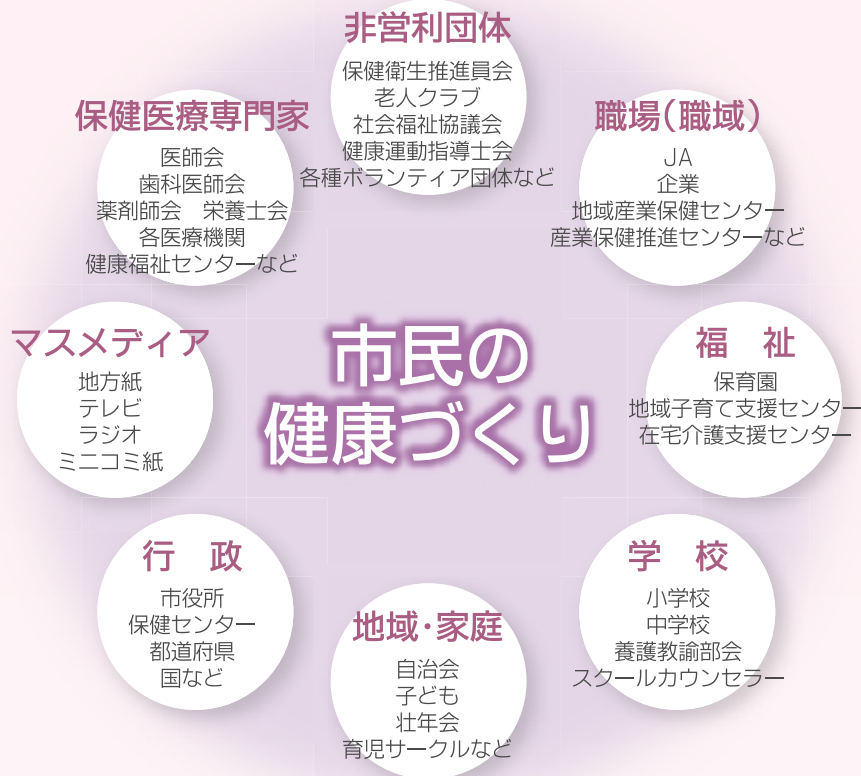 非営利団体
保健衛生推進員会
老人クラブ
社会福祉協議会
健康運動指導士会
各種ボランティア団体など
保健医療専門家
医師会
歯科医師会
薬剤師会　栄養士会
各医療機関
健康福祉センターなど
職場(職域)
JA
企業
地域産業保健センター
産業保健推進センターなど
マスメディア
地方紙
テレビ
ラジオ
ミニコミ紙
市民の
健康づくり
福　祉
保育園
地域子育て支援センター
在宅介護支援センター
行　政
市役所
保健センター
都道府県
国など
地域・家庭
自治会
子ども
壮年会
育児サークルなど
学　校
小学校
中学校
養護教諭部会
スクールカウンセラー